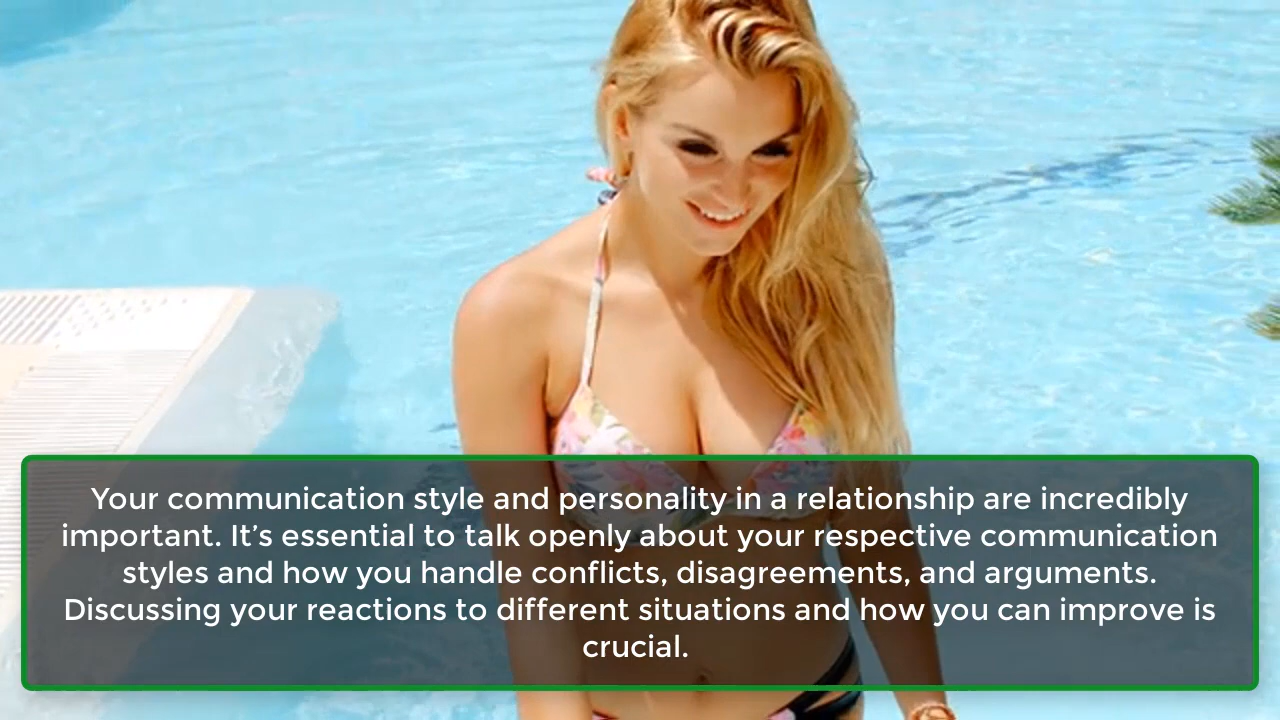 Your communication style and personality in a relationship are incredibly
important. It’s essential to talk openly about your respective communication
styles and how you handle conflicts, disagreements, and arguments.
Discussing your reactions to different situations and how you can improve is
crucial.